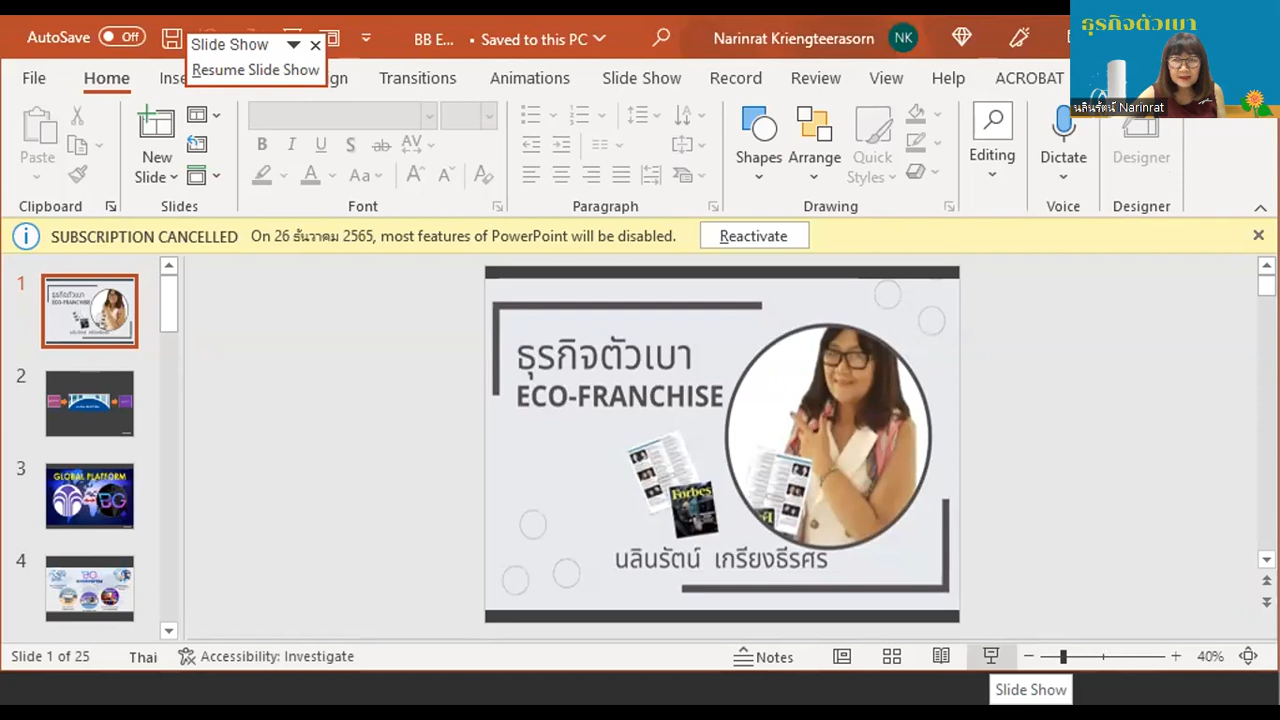 ธุรกิจตัวเบา
AutoSave Off
Slide Show
Resume Slide Show
BB E... • Saved to this PC
Narinrat Kriengteerasorn NK
นลินรัตน์ Narinrat
File Home Transitions Animations Slide Show Record Review View Help ACROBAT
Paste
New Slide
B I U S ab AV
Aa A A
Shapes Arrange Quick Styles
Editing
Dictate
Designer
Clipboard Slides Font Paragraph Drawing Voice Designer
SUBSCRIPTION CANCELLED On 26 ธันวาคม 2565, most features of PowerPoint will be disabled. Reactivate
1
2
3
GLOBAL PLATFORM
BG
4
ธุรกิจตัวเบา
ECO-FRANCHISE
Forbes
นลินรัตน์ เกรียงธีรศร
Slide 1 of 25 Thai Accessibility: Investigate Notes 40%
Slide Show